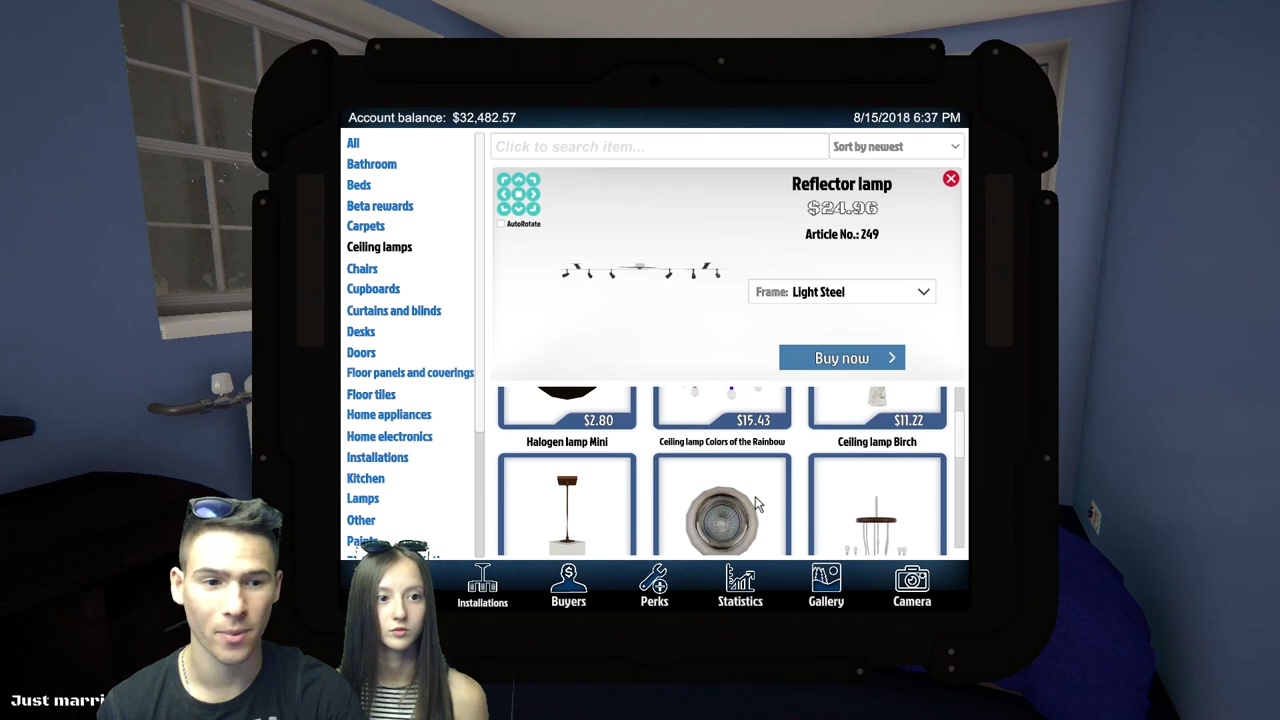 Account balance: $32,482.57
8/15/2018 6:37 PM
All
Bathroom
Beds
Beta rewards
Carpets
Ceiling lamps
Chairs
Cupboards
Curtains and blinds
Desks
Doors
Floor panels and coverings
Floor tiles
Home appliances
Home electronics
Installations
Kitchen
Lamps
Other
Click to search item...
Sort by newest
AutoRotate
Reflector lamp
$24.96
Article No.: 249
Frame: Light Steel
Buy now
$2.80
$15.43
$11.22
Halogen lamp Mini
Ceiling lamp Colors of the Rainbow
Ceiling lamp Birch
Installations
Buyers
Perks
Statistics
Gallery
Camera
Just marri